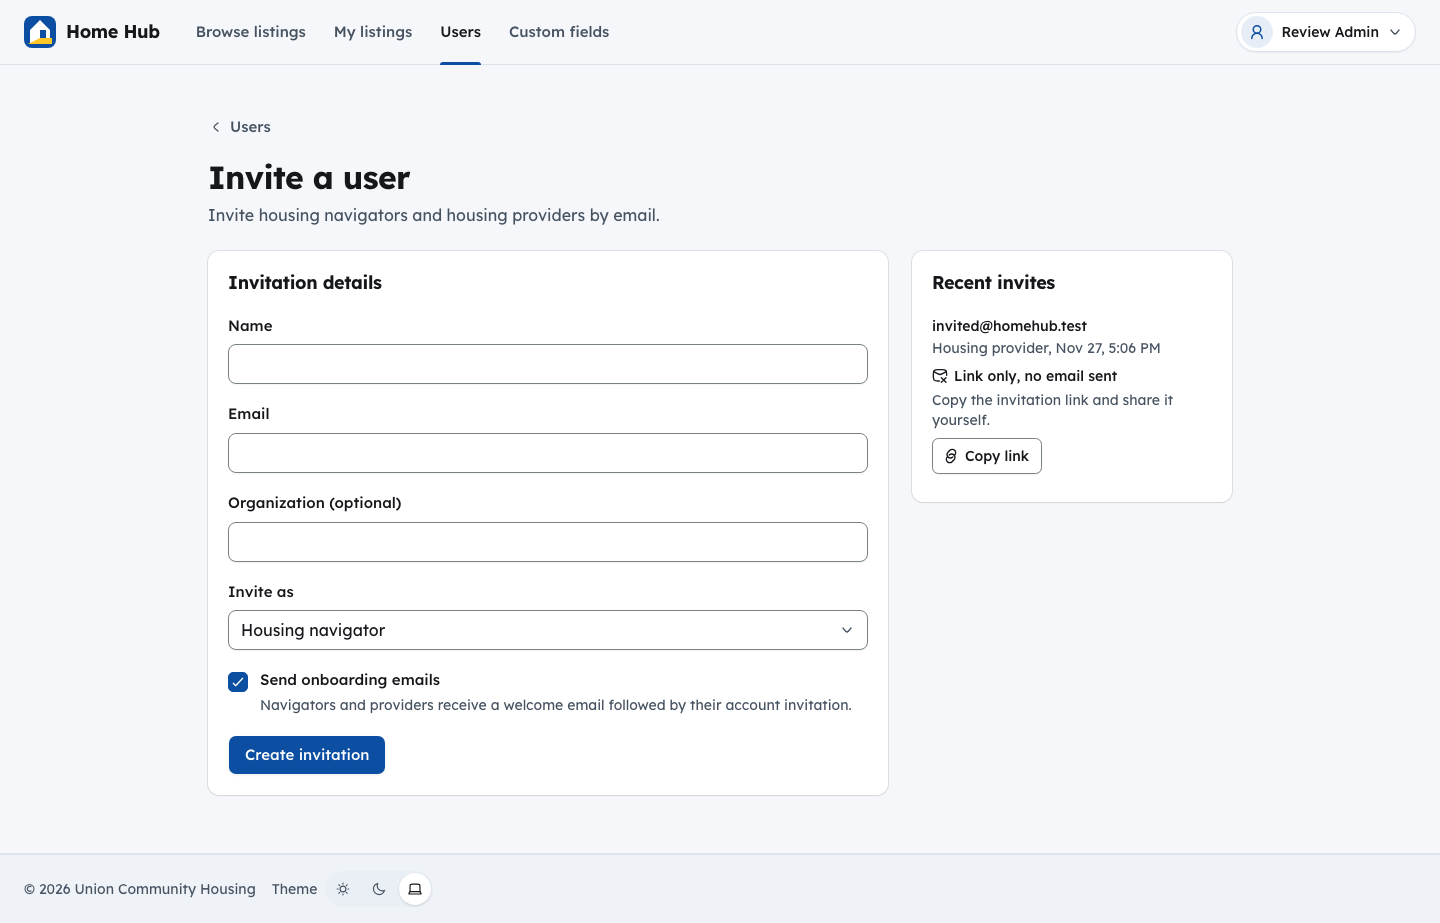 Home Hub
Browse listings
My listings
Users
Custom fields
Review Admin
Users
Invite a user
Invite housing navigators and housing providers by email.
Invitation details
Name
Email
Organization (optional)
Invite as
Housing navigator
Send onboarding emails
Navigators and providers receive a welcome email followed by their account invitation.
Create invitation
Recent invites
invited@homehub.test
Housing provider, Nov 27, 5:06 PM
Link only, no email sent
Copy the invitation link and share it
yourself.
Copy link
© 2026 Union Community Housing
Theme